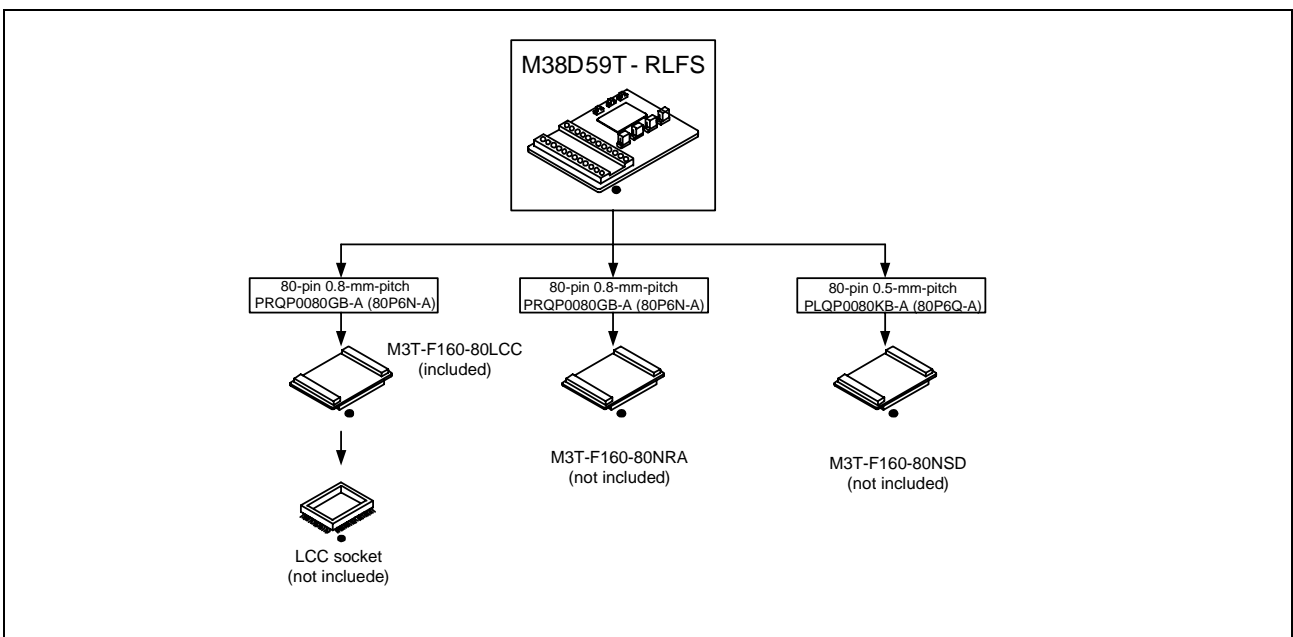 M38D59T - RLFS
80-pin 0.8-mm-pitch
PRQP0080GB-A (80P6N-A)
80-pin 0.8-mm-pitch
PRQP0080GB-A (80P6N-A)
80-pin 0.5-mm-pitch
PLQP0080KB-A (80P6Q-A)
M3T-F160-80LCC
(included)
M3T-F160-80NRA
(not included)
M3T-F160-80NSD
(not included)
LCC socket
(not incluede)